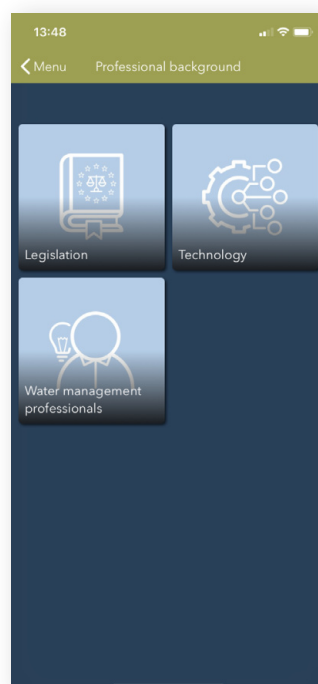 13:48
Menu Professional background
Legislation
Technology
Water management
professionals